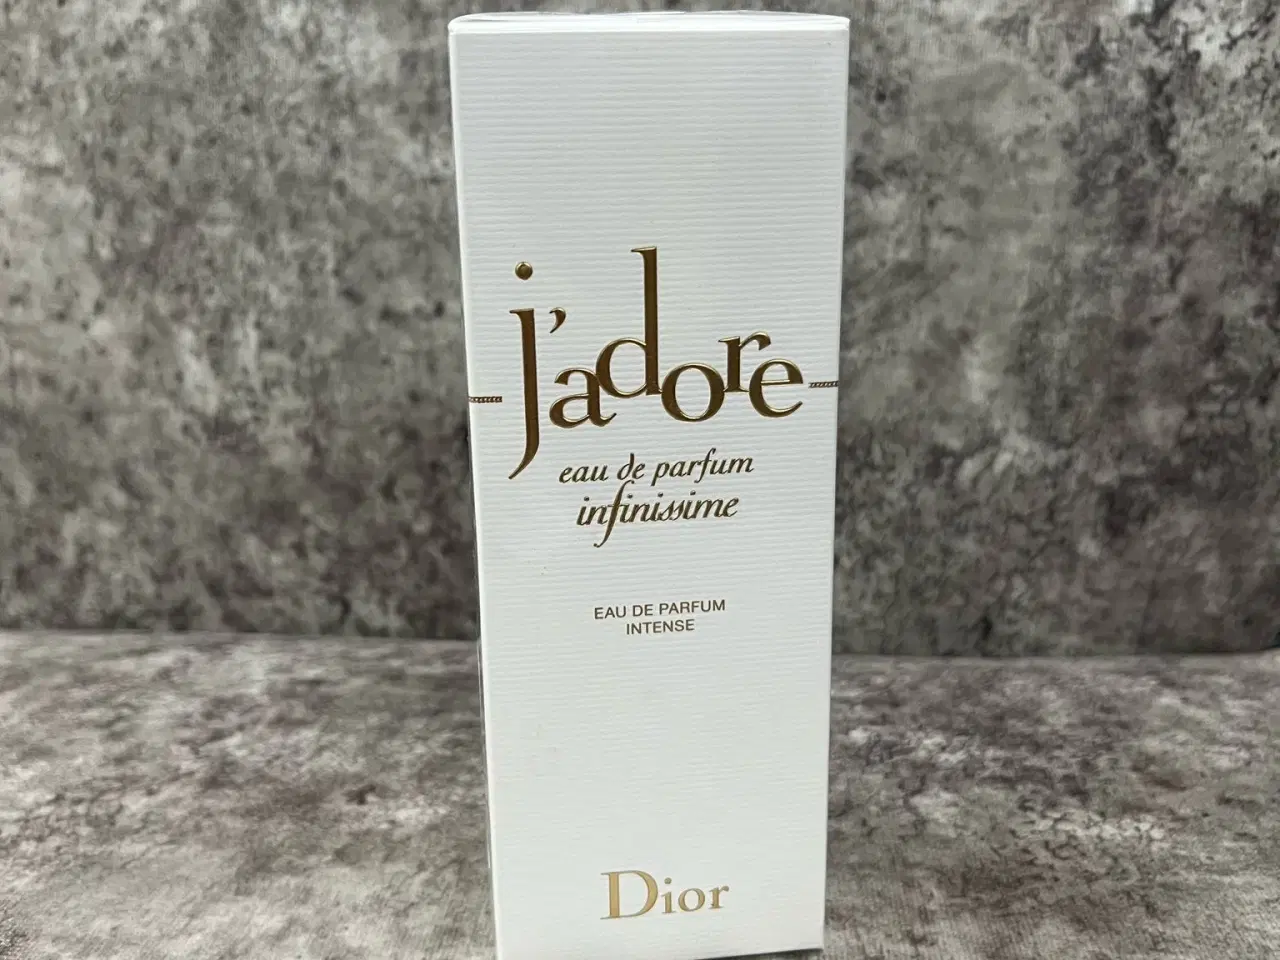 j'adore
eau de parfum
infinissime
EAU DE PARFUM
INTENSE
Dior